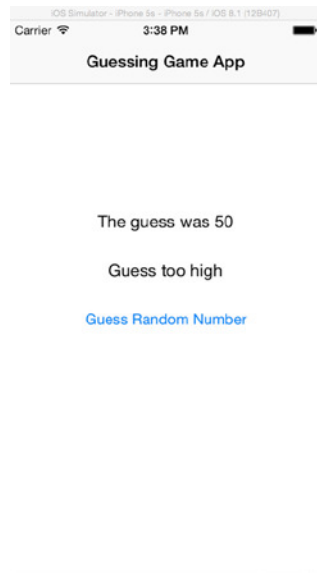 iOS Simulator - iPhone 5s - iPhone 5s / iOS 8.1 (12B407)
Carrier 3:38 PM
Guessing Game App
The guess was 50
Guess too high
Guess Random Number